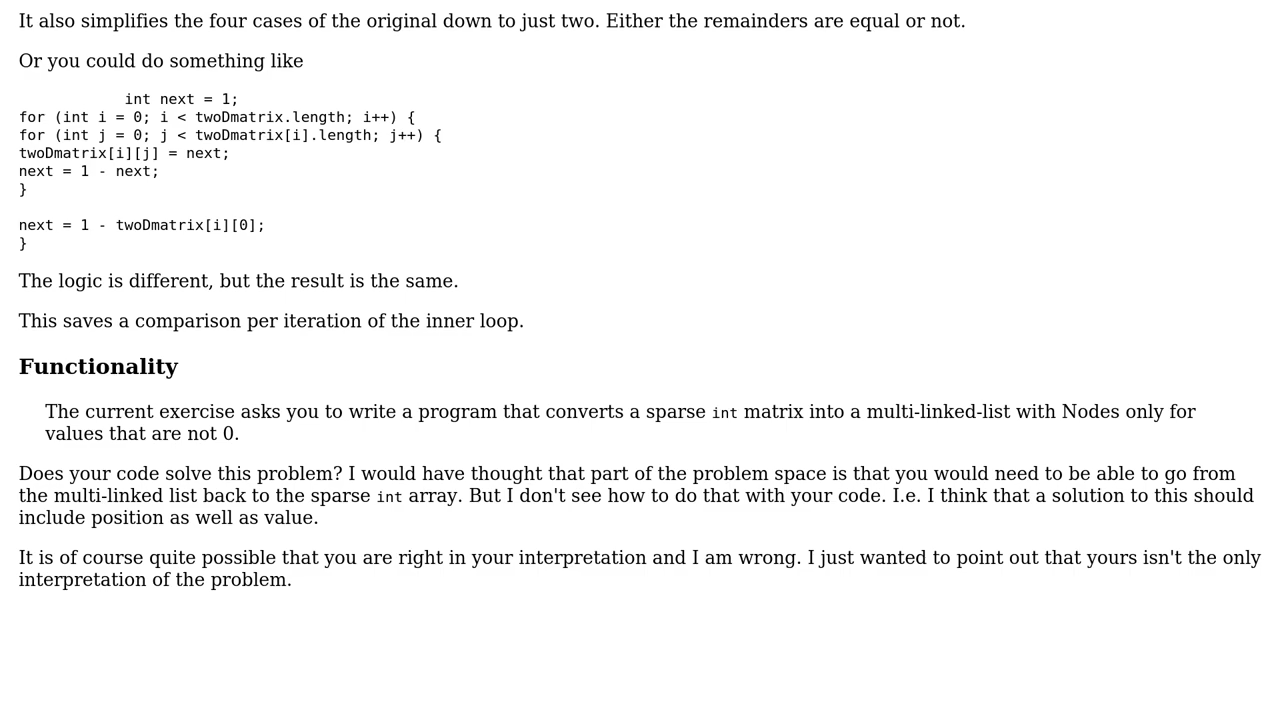 It also simplifies the four cases of the original down to just two. Either the remainders are equal or not.
Or you could do something like
int next = 1;
for (int i = 0; i < twoDmatrix.length; i++) {
for (int j = 0; j < twoDmatrix[i].length; j++) {
twoDmatrix[i][j] = next;
next = 1 - next;
}
next = 1 - twoDmatrix[i][0];
}
The logic is different, but the result is the same.
This saves a comparison per iteration of the inner loop.
Functionality
The current exercise asks you to write a program that converts a sparse int matrix into a multi-linked-list with Nodes only for
values that are not 0.
Does your code solve this problem? I would have thought that part of the problem space is that you would need to be able to go from
the multi-linked list back to the sparse int array. But I don't see how to do that with your code. I.e. I think that a solution to this should
include position as well as value.
It is of course quite possible that you are right in your interpretation and I am wrong. I just wanted to point out that yours isn't the only
interpretation of the problem.